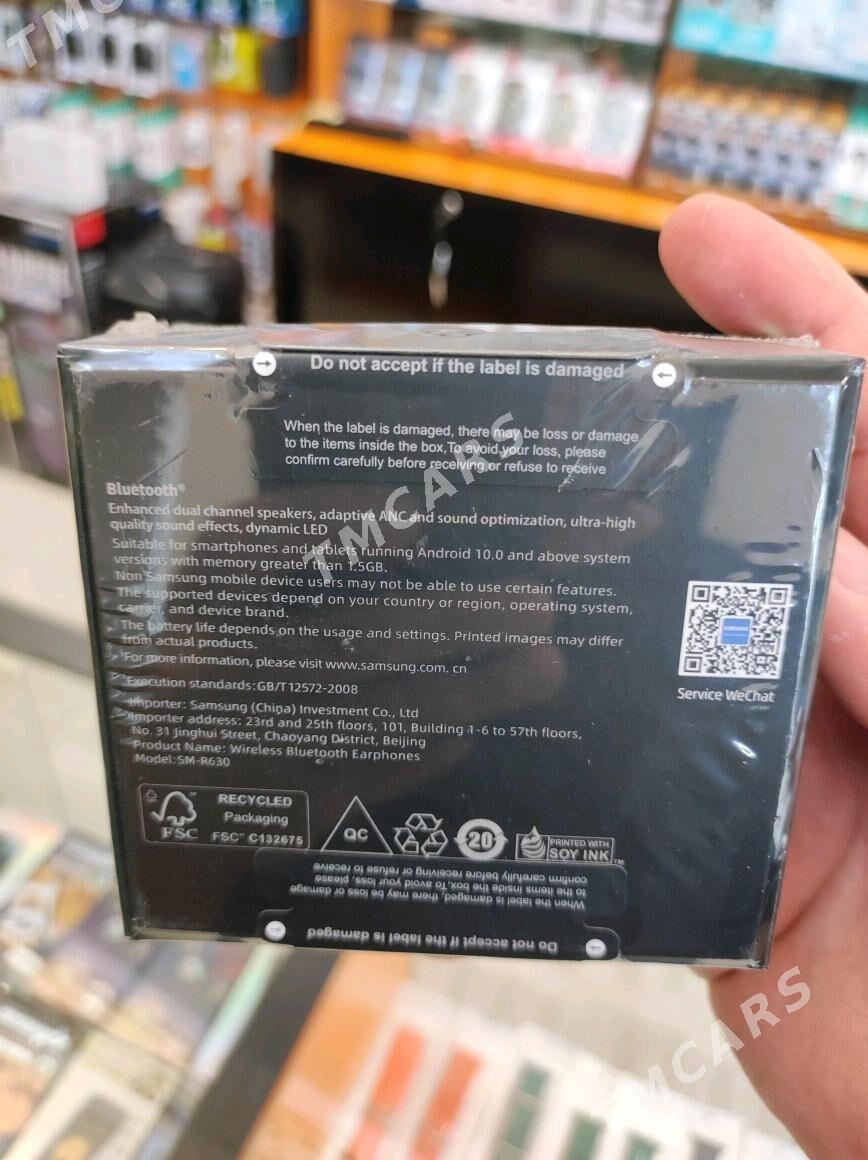 TMCARS
Do not accept if the label is damaged
When the label is damaged, there may be loss or damage
to the items inside the box,To avoid your loss, please
confirm carefully before receiving or refuse to receive
Bluetooth®
Enhanced dual channel speakers, adaptive ANC and sound optimization, ultra-high
quality sound effects, dynamic LED
Suitable for smartphones and tablets running Android 10.0 and above system
versions with memory greater than 1.5GB.
Non Samsung mobile device users may not be able to use certain features.
The supported devices depend on your country or region, operating system,
carrier, and device brand.
The battery life depends on the usage and settings. Printed images may differ
from actual products.
For more information, please visit www.samsung.com. cn
Execution standards:GB/T12572-2008
Importer: Samsung (Chipa) Investment Co., Ltd
Importer address: 23rd and 25th floors, 101, Building 1-6 to 57th floors,
No. 31 Jinghui Street, Chaoyang District, Beijing
Product Name: Wireless Bluetooth Earphones
Model:SM-R630
SAMSUNG
Service WeChat
FSC
RECYCLED
Packaging
FSC™ C132675
QC
20
PRINTED WITH
SOY INK™
When the label is damaged, there may be loss or damage
to the items inside the box,To avoid your loss, please
confirm carefully before receiving or refuse to receive
Do not accept if the label is damaged
TMCARS
TMCARS